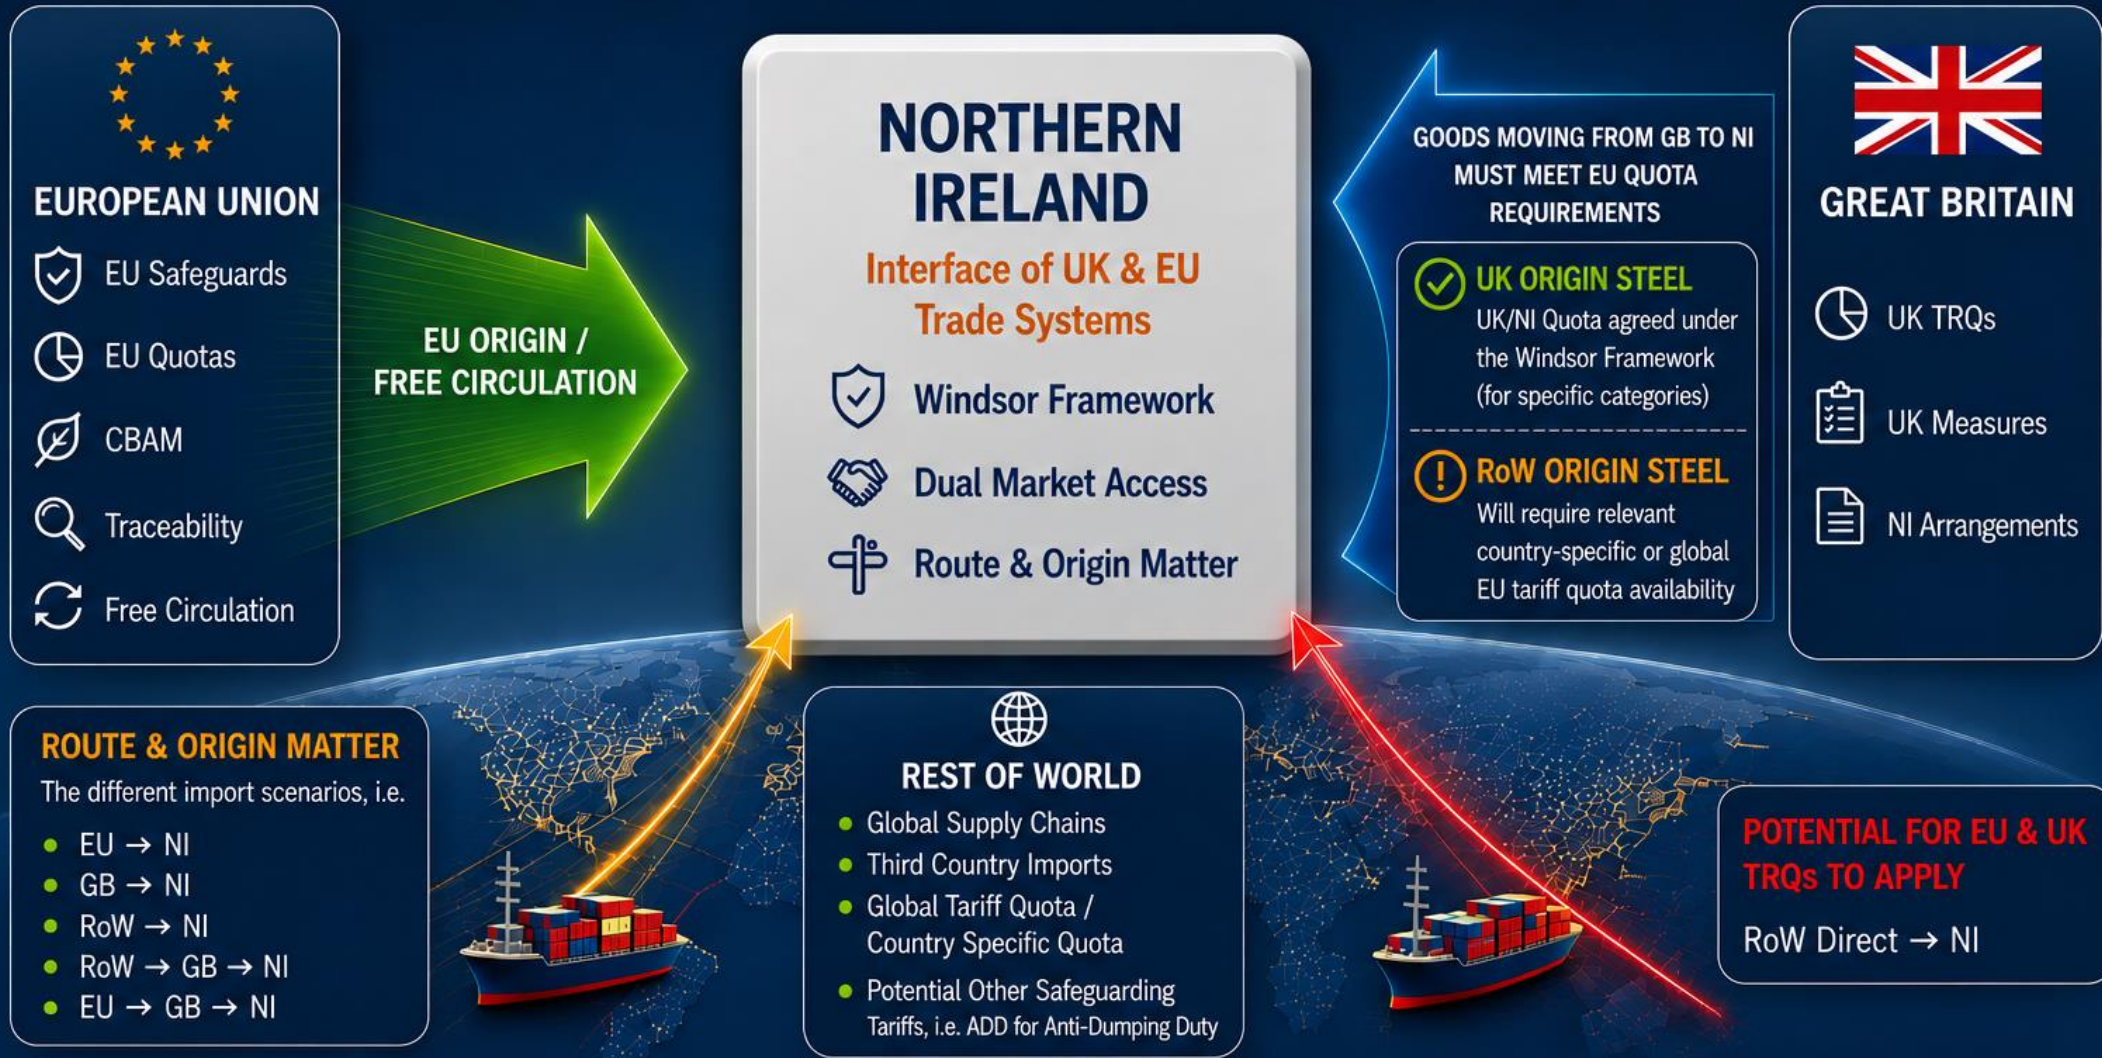 EUROPEAN UNION
EU Safeguards
EU Quotas
CBAM
Traceability
Free Circulation
EU ORIGIN /
FREE CIRCULATION
NORTHERN
IRELAND
Interface of UK & EU
Trade Systems
Windsor Framework
Dual Market Access
Route & Origin Matter
GOODS MOVING FROM GB TO NI
MUST MEET EU QUOTA
REQUIREMENTS
UK ORIGIN STEEL
UK/NI Quota agreed under
the Windsor Framework
(for specific categories)
RoW ORIGIN STEEL
Will require relevant
country-specific or global
EU tariff quota availability
GREAT BRITAIN
UK TRQs
UK Measures
NI Arrangements
ROUTE & ORIGIN MATTER
The different import scenarios, i.e.
• EU → NI
• GB → NI
• RoW → NI
• RoW → GB → NI
• EU → GB → NI
REST OF WORLD
• Global Supply Chains
• Third Country Imports
• Global Tariff Quota /
Country Specific Quota
• Potential Other Safeguarding
Tariffs, i.e. ADD for Anti-Dumping Duty
POTENTIAL FOR EU & UK
TRQs TO APPLY
RoW Direct → NI